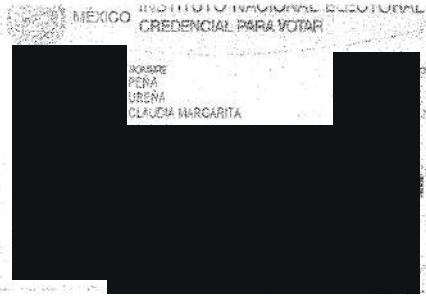 MÉXICO
INSTITUTO NACIONAL ELECTORAL
CREDENCIAL PARA VOTAR
NOMBRE
PEÑA
UREÑA
CLAUDIA MARGARITA